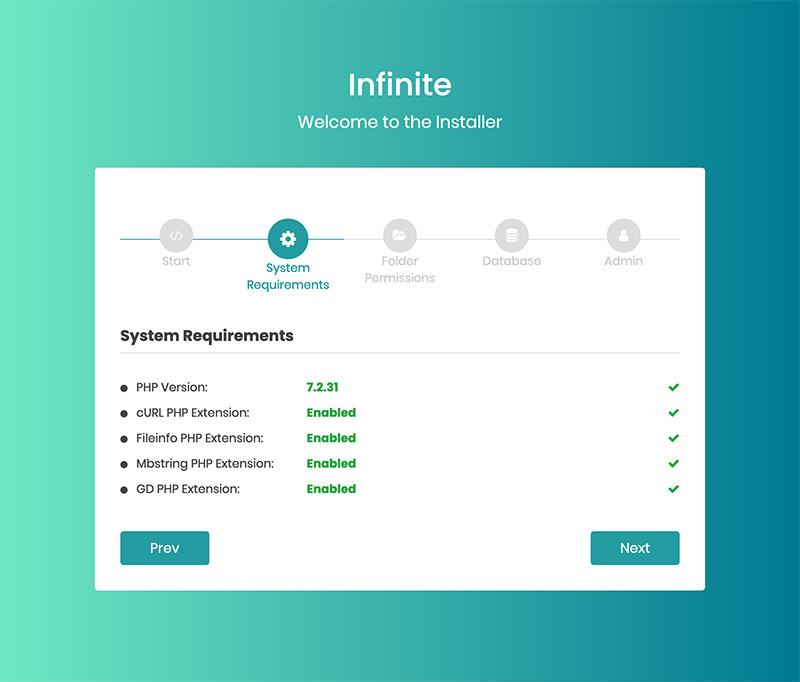 Infinite
Welcome to the Installer
Start
System
Requirements
Folder
Permissions
Database
Admin
System Requirements
PHP Version: 7.2.31
cURL PHP Extension: Enabled
Fileinfo PHP Extension: Enabled
Mbstring PHP Extension: Enabled
GD PHP Extension: Enabled
Prev
Next